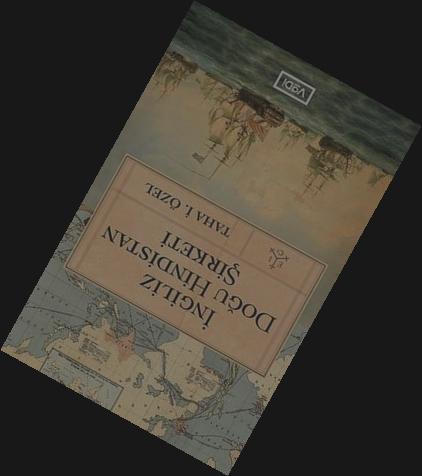 İNGİLİZ
DOĞU HİNDİSTAN
ŞİRKETİ
TAHA İ. ÖZEL
VaDi